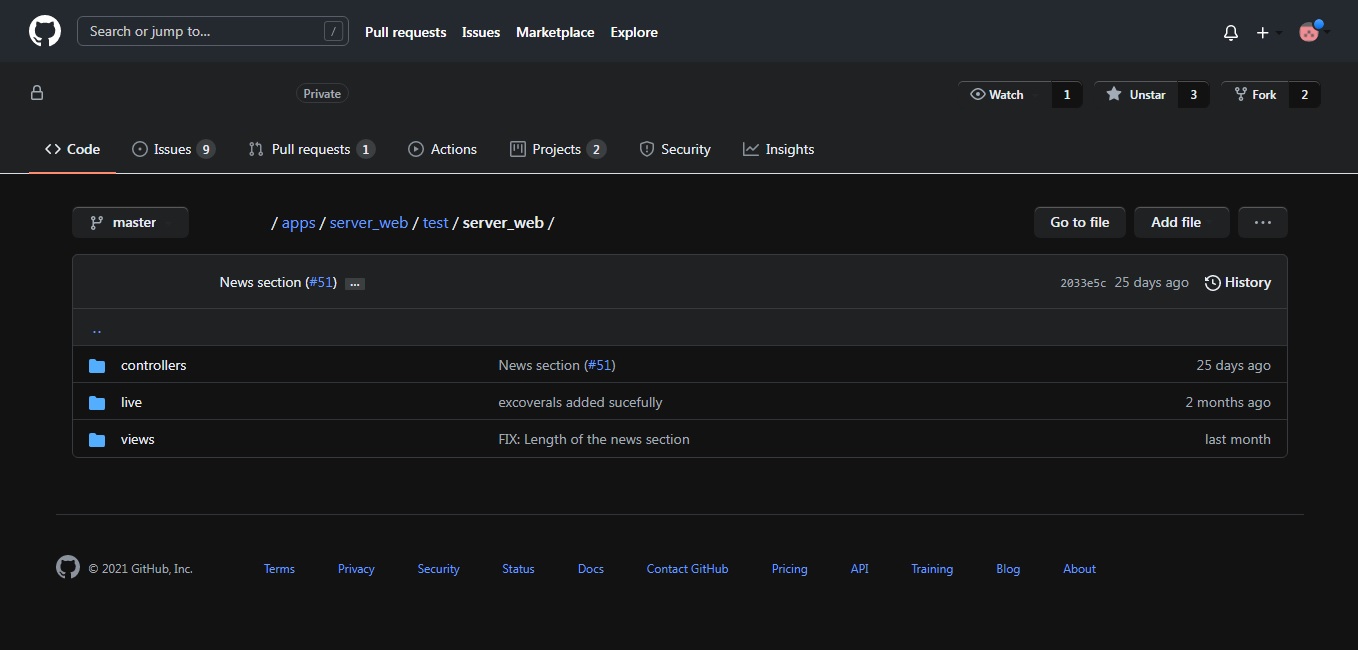 Search or jump to... / Pull requests Issues Marketplace Explore
Private Watch 1 Unstar 3 Fork 2
Code Issues 9 Pull requests 1 Actions Projects 2 Security Insights
master / apps / server_web / test / server_web / Go to file Add file ...
News section (#51) ... 2033e5c 25 days ago History
..
controllers News section (#51) 25 days ago
live excoverals added sucefully 2 months ago
views FIX: Length of the news section last month
© 2021 GitHub, Inc. Terms Privacy Security Status Docs Contact GitHub Pricing API Training Blog About